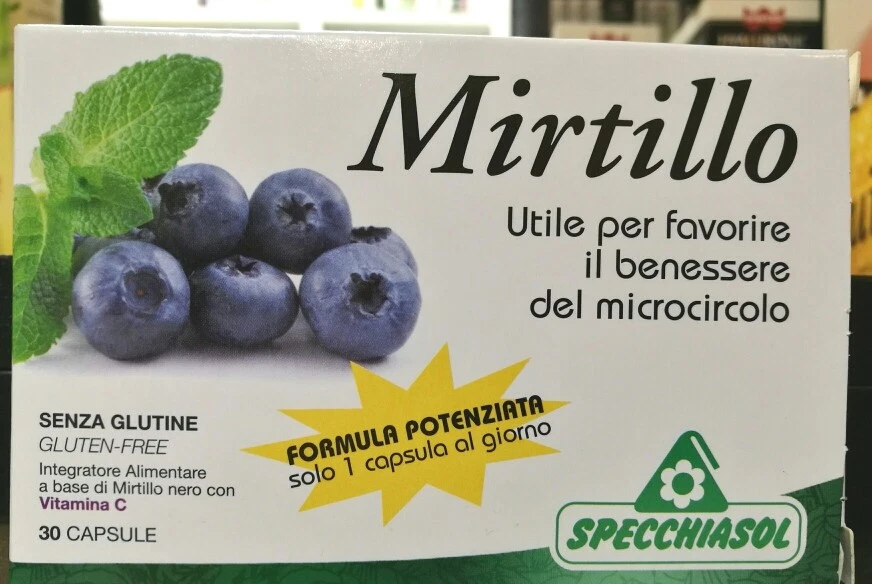 Mirtillo
Utile per favorire
il benessere
del microcircolo
FORMULA POTENZIATA
solo 1 capsula al giorno
SENZA GLUTINE
GLUTEN-FREE
Integratore Alimentare
a base di Mirtillo nero con
Vitamina C
30 CAPSULE
SPECCHIASOL